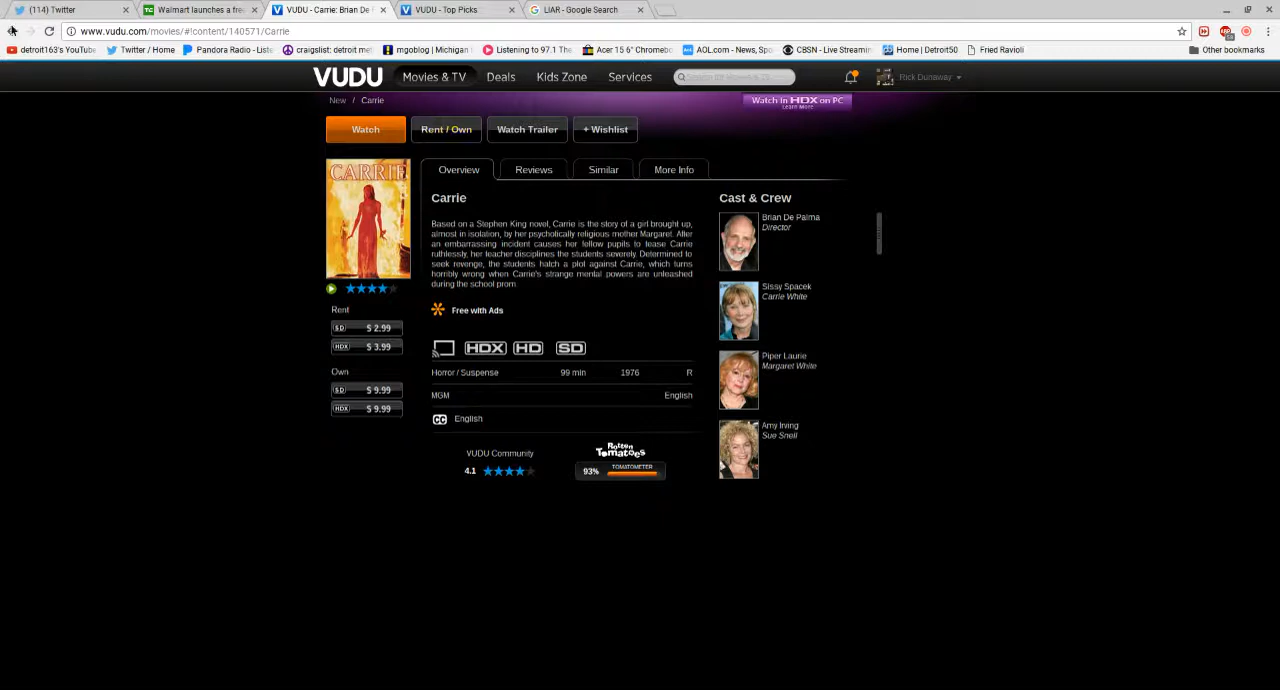 (114) Twitter
Walmart launches a fre
VUDU - Carrie: Brian De P
VUDU - Top Picks
LIAR - Google Search
www.vudu.com/movies/#!content/140571/Carrie
detroit163's YouTube
Twitter / Home
Pandora Radio - Liste
craigslist: detroit met
mgoblog | Michigan
Listening to 97.1 The
Acer 15 6" Chromebo
AOL.com - News, Spo
CBSN - Live Streamin
Home | Detroit50
Fried Ravioli
Other bookmarks
VUDU
Movies & TV
Deals
Kids Zone
Services
Rick Dunaway
New / Carrie
Watch In HDX on PC
Learn More
Watch
Rent / Own
Watch Trailer
+ Wishlist
CARRIE
Overview
Reviews
Similar
More Info
Carrie
Based on a Stephen King novel, Carrie is the story of a girl brought up,
almost in isolation, by her psychotically religious mother Margaret. After
an embarrassing incident causes her fellow pupils to tease Carrie
ruthlessly, her teacher disciplines the students severely. Determined to
seek revenge, the students hatch a plot against Carrie, which turns
horribly wrong when Carrie's strange mental powers are unleashed
during the school prom.
Free with Ads
HDX HD SD
Horror / Suspense 99 min 1976 R
MGM English
CC English
VUDU Community
4.1
Rotten
Tomatoes
93% TOMATOMETER
Rent
SD $ 2.99
HDX $ 3.99
Own
SD $ 9.99
HDX $ 9.99
Cast & Crew
Brian De Palma
Director
Sissy Spacek
Carrie White
Piper Laurie
Margaret White
Amy Irving
Sue Snell